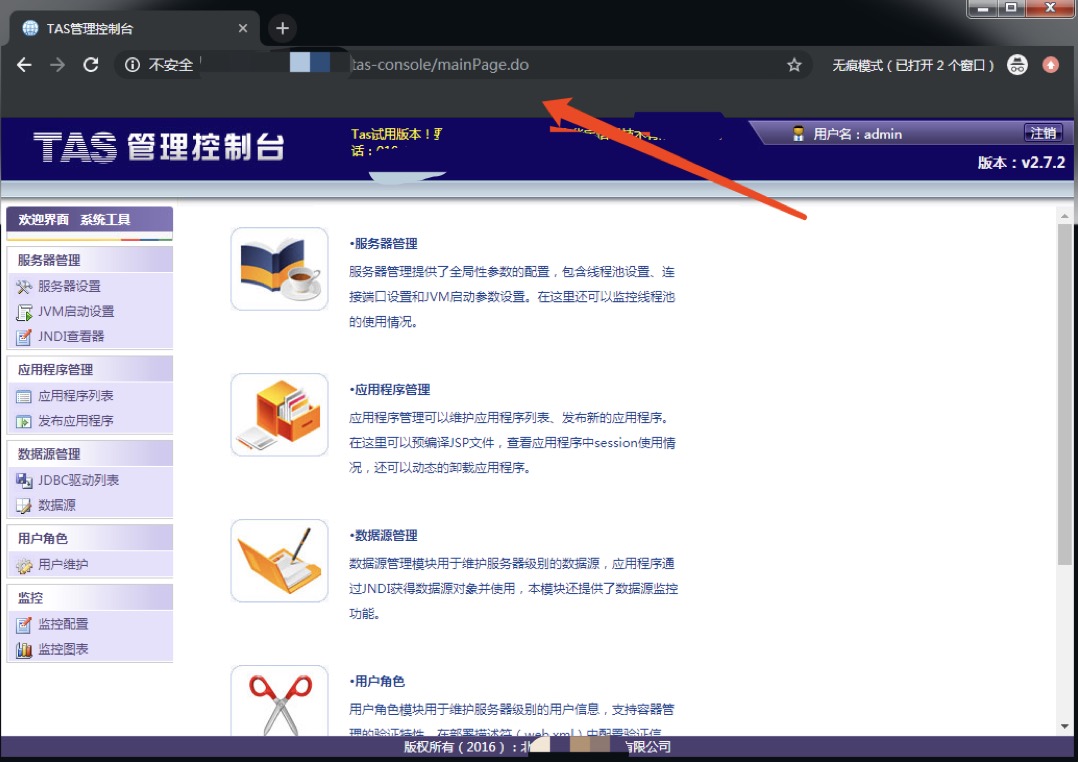 TAS管理控制台
不安全
tas-console/mainPage.do
无痕模式（已打开 2 个窗口）
TAS 管理控制台
Tas试用版本！
话：
用户名：admin
注销
版本：v2.7.2
欢迎界面 系统工具
服务器管理
服务器设置
JVM启动设置
JNDI查看器
应用程序管理
应用程序列表
发布应用程序
数据源管理
JDBC驱动列表
数据源
用户角色
用户维护
监控
监控配置
监控图表
•服务器管理
服务器管理提供了全局性参数的配置，包含线程池设置、连
接端口设置和JVM启动参数设置。在这里还可以监控线程池
的使用情况。
•应用程序管理
应用程序管理可以维护应用程序列表、发布新的应用程序。
在这里可以预编译JSP文件，查看应用程序中session使用情
况，还可以动态的卸载应用程序。
•数据源管理
数据源管理模块用于维护服务器级别的数据源，应用程序通
过JNDI获得数据源对象并使用，本模块还提供了数据源监控
功能。
•用户角色
用户角色模块用于维护服务器级别的用户信息，支持容器管
理的验证特性，在部署描述符（web.xml）中配置验证信
版权所有（2016）：北
有限公司